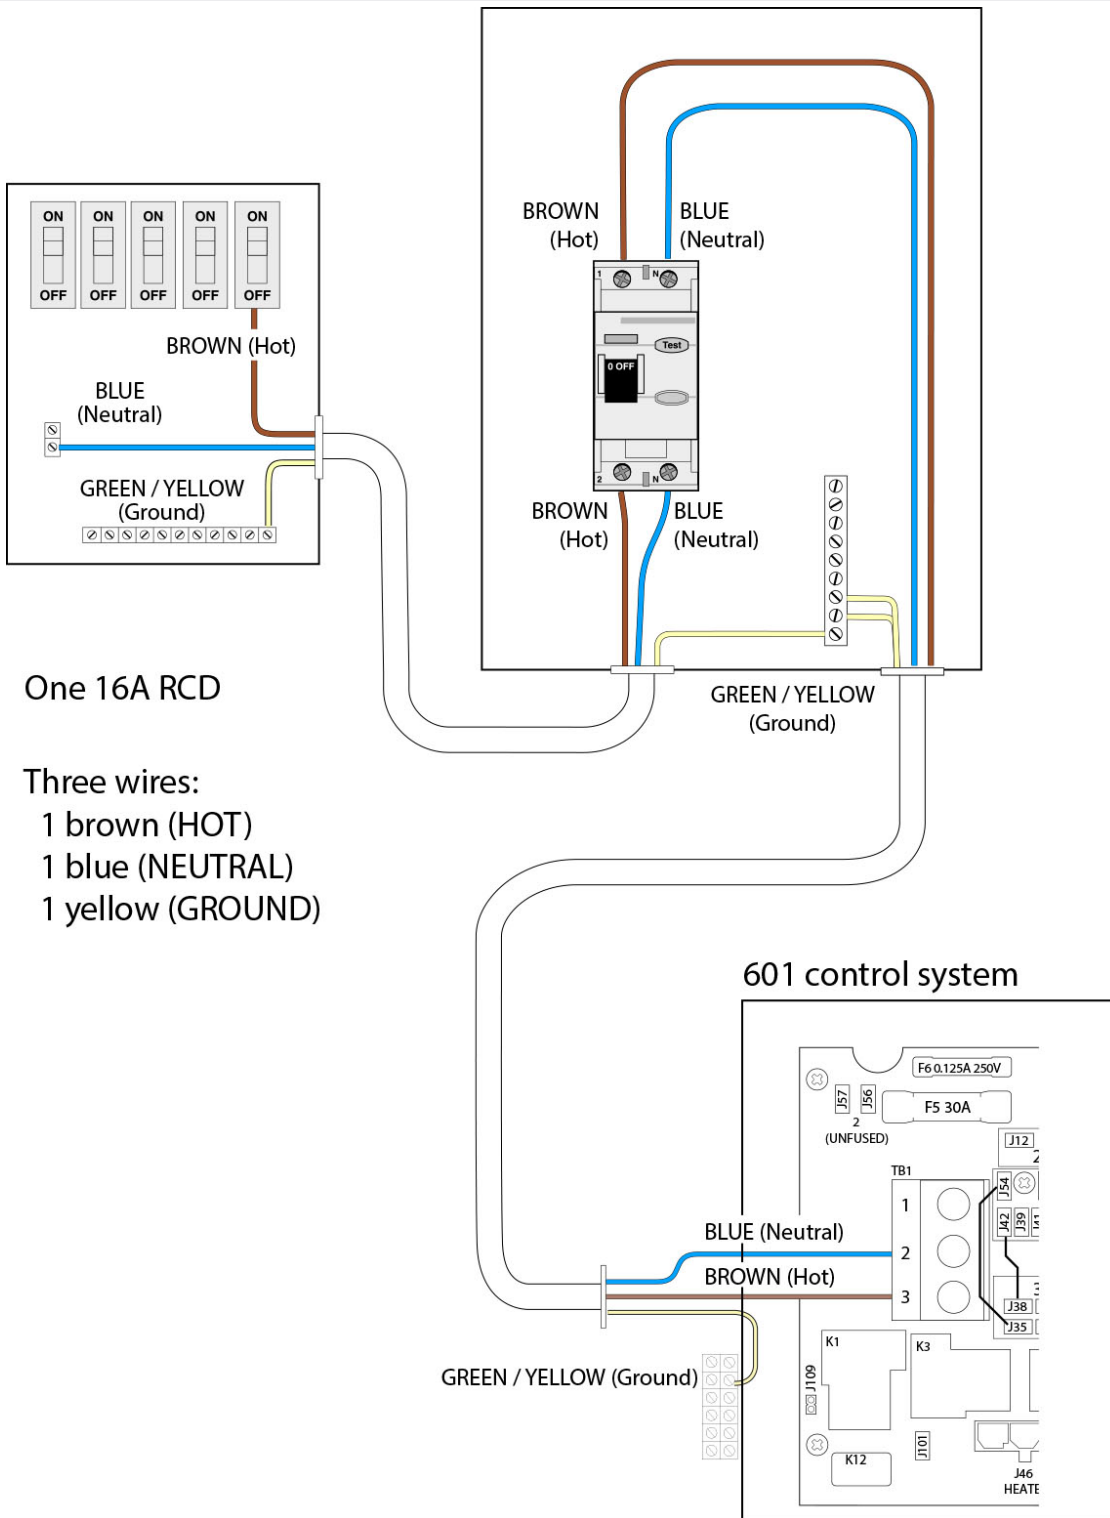 BROWN
(Hot)
BLUE
(Neutral)
1
N
Test
0 OFF
2
N
BROWN
(Hot)
BLUE
(Neutral)
GREEN / YELLOW
(Ground)
ON
ON
ON
ON
ON
OFF
OFF
OFF
OFF
OFF
BROWN (Hot)
BLUE
(Neutral)
GREEN / YELLOW
(Ground)
One 16A RCD
Three wires:
1 brown (HOT)
1 blue (NEUTRAL)
1 yellow (GROUND)
601 control system
F6 0.125A 250V
J57
J56
F5 30A
2
(UNFUSED)
J12
2
TB1
J54
1
J42
J39
J41
BLUE (Neutral)
2
BROWN (Hot)
3
J38
J35
K1
K3
GREEN / YELLOW (Ground)
J109
J101
K12
J46
HEATE